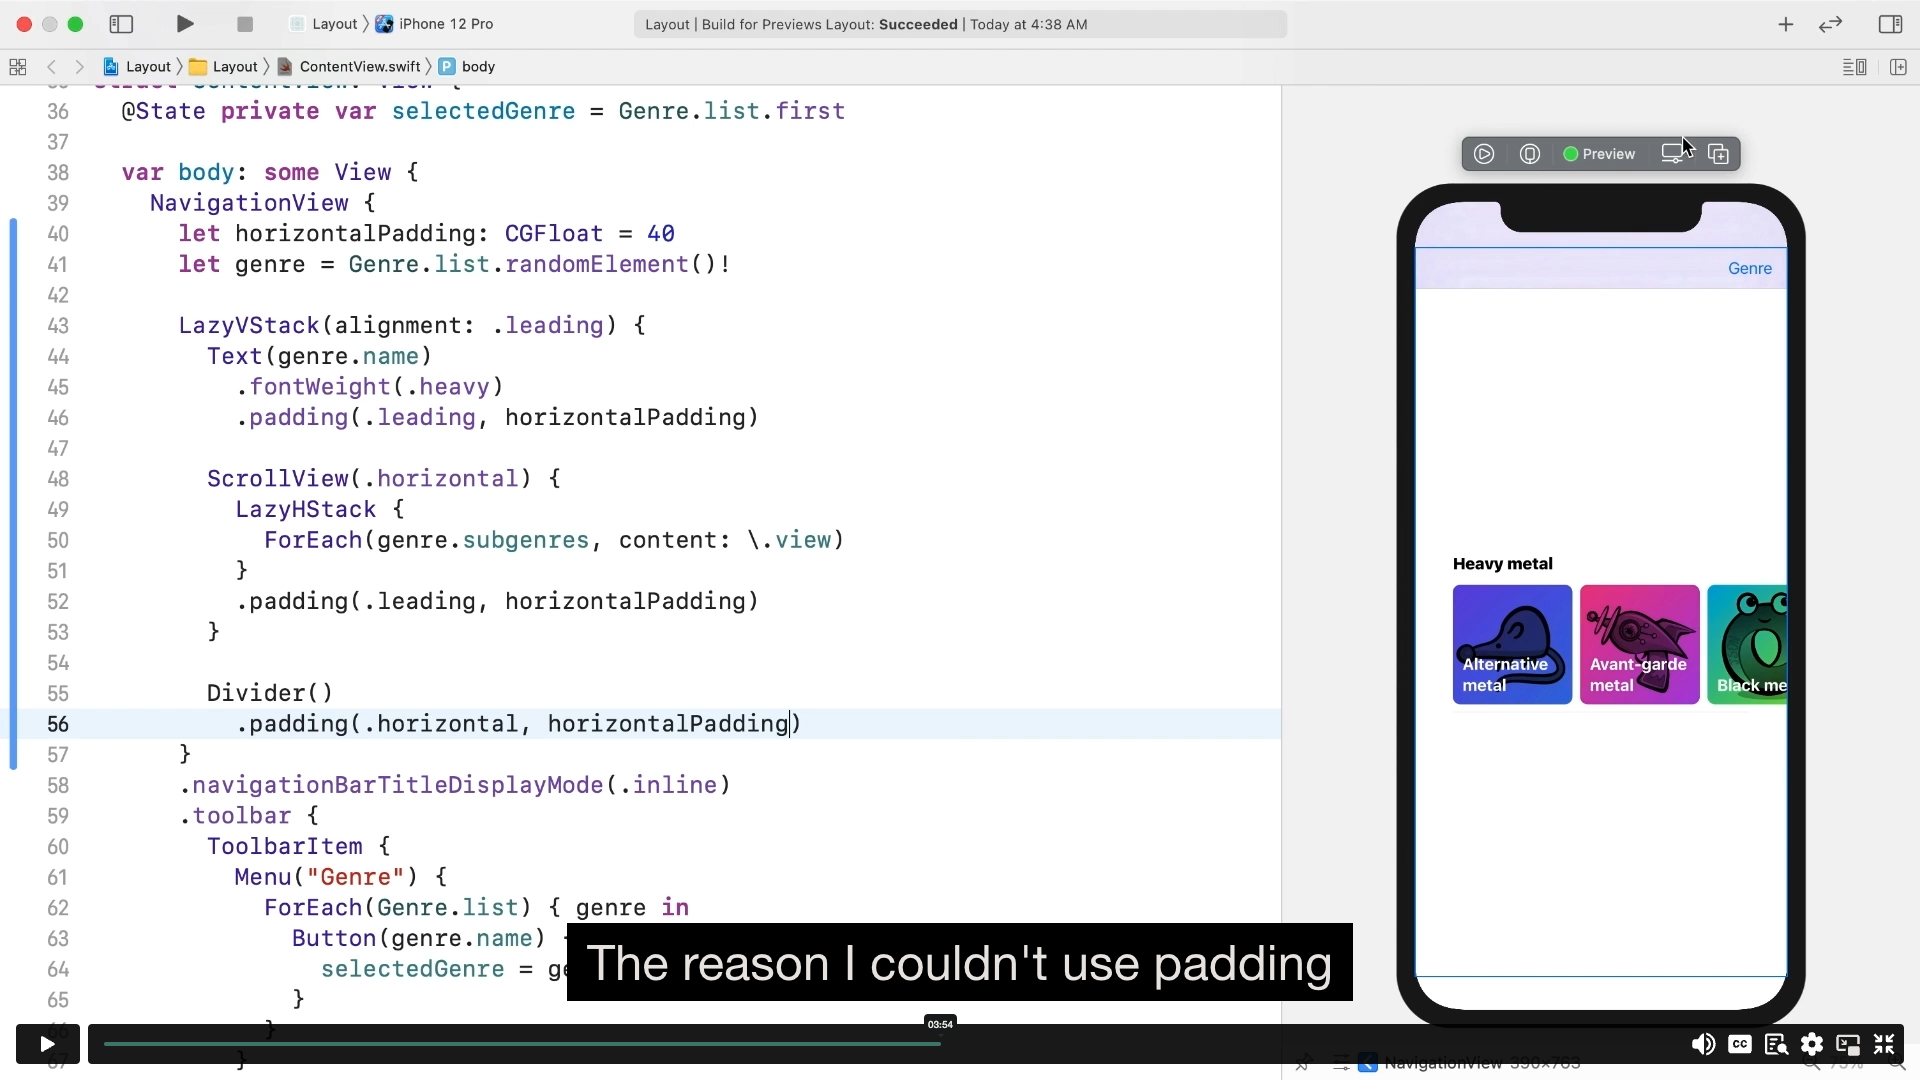 Layout
iPhone 12 Pro
Layout | Build for Previews Layout: Succeeded | Today at 4:38 AM
Layout
Layout
ContentView.swift
P
body
36 @State private var selectedGenre = Genre.list.first
37
38 var body: some View {
39 NavigationView {
40 let horizontalPadding: CGFloat = 40
41 let genre = Genre.list.randomElement()!
42
43 LazyVStack(alignment: .leading) {
44 Text(genre.name)
45 .fontWeight(.heavy)
46 .padding(.leading, horizontalPadding)
47
48 ScrollView(.horizontal) {
49 LazyHStack {
50 ForEach(genre.subgenres, content: \.view)
51 }
52 .padding(.leading, horizontalPadding)
53 }
54
55 Divider()
56 .padding(.horizontal, horizontalPadding)
57 }
58 .navigationBarTitleDisplayMode(.inline)
59 .toolbar {
60 ToolbarItem {
61 Menu("Genre") {
62 ForEach(Genre.list) { genre in
63 Button(genre.name)
64 selectedGenre = ge
65 }
66 }
67 }
Preview
Genre
Heavy metal
Alternative
metal
Avant-garde
metal
Black me
The reason I couldn't use padding
03:54
CC
NavigationView 390×763
75%